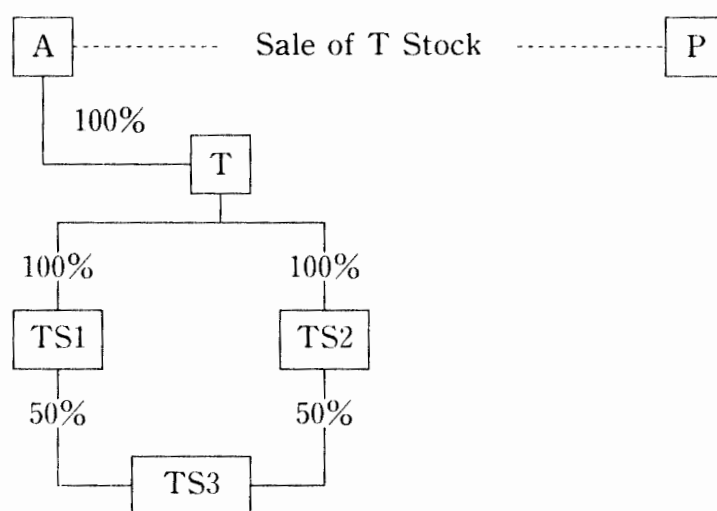 A Sale of T Stock P
100%
T
100% 100%
TS1 TS2
50% 50%
TS3